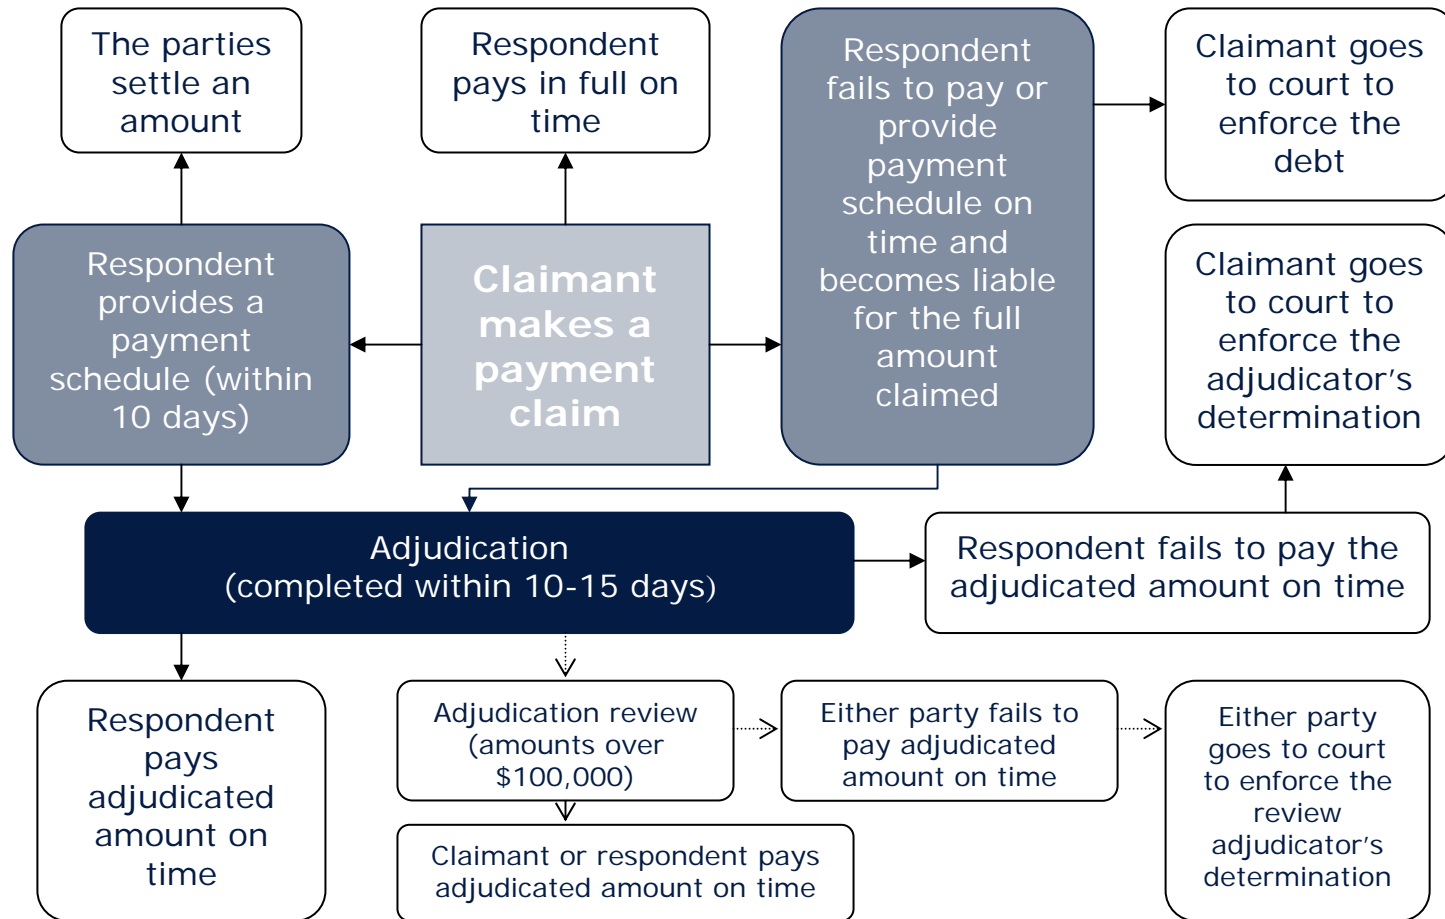 The parties
settle an
amount
Respondent
pays in full on
time
Respondent
fails to pay or
provide
payment
schedule on
time and
becomes liable
for the full
amount
claimed
Claimant goes
to court to
enforce the
debt
Respondent
provides a
payment
schedule (within
10 days)
Claimant
makes a
payment
claim
Claimant goes
to court to
enforce the
adjudicator’s
determination
Adjudication
(completed within 10-15 days)
Respondent fails to pay the
adjudicated amount on time
Respondent
pays
adjudicated
amount on
time
Adjudication review
(amounts over
$100,000)
Either party fails to
pay adjudicated
amount on time
Either party
goes to court
to enforce the
review
adjudicator’s
determination
Claimant or respondent pays
adjudicated amount on time